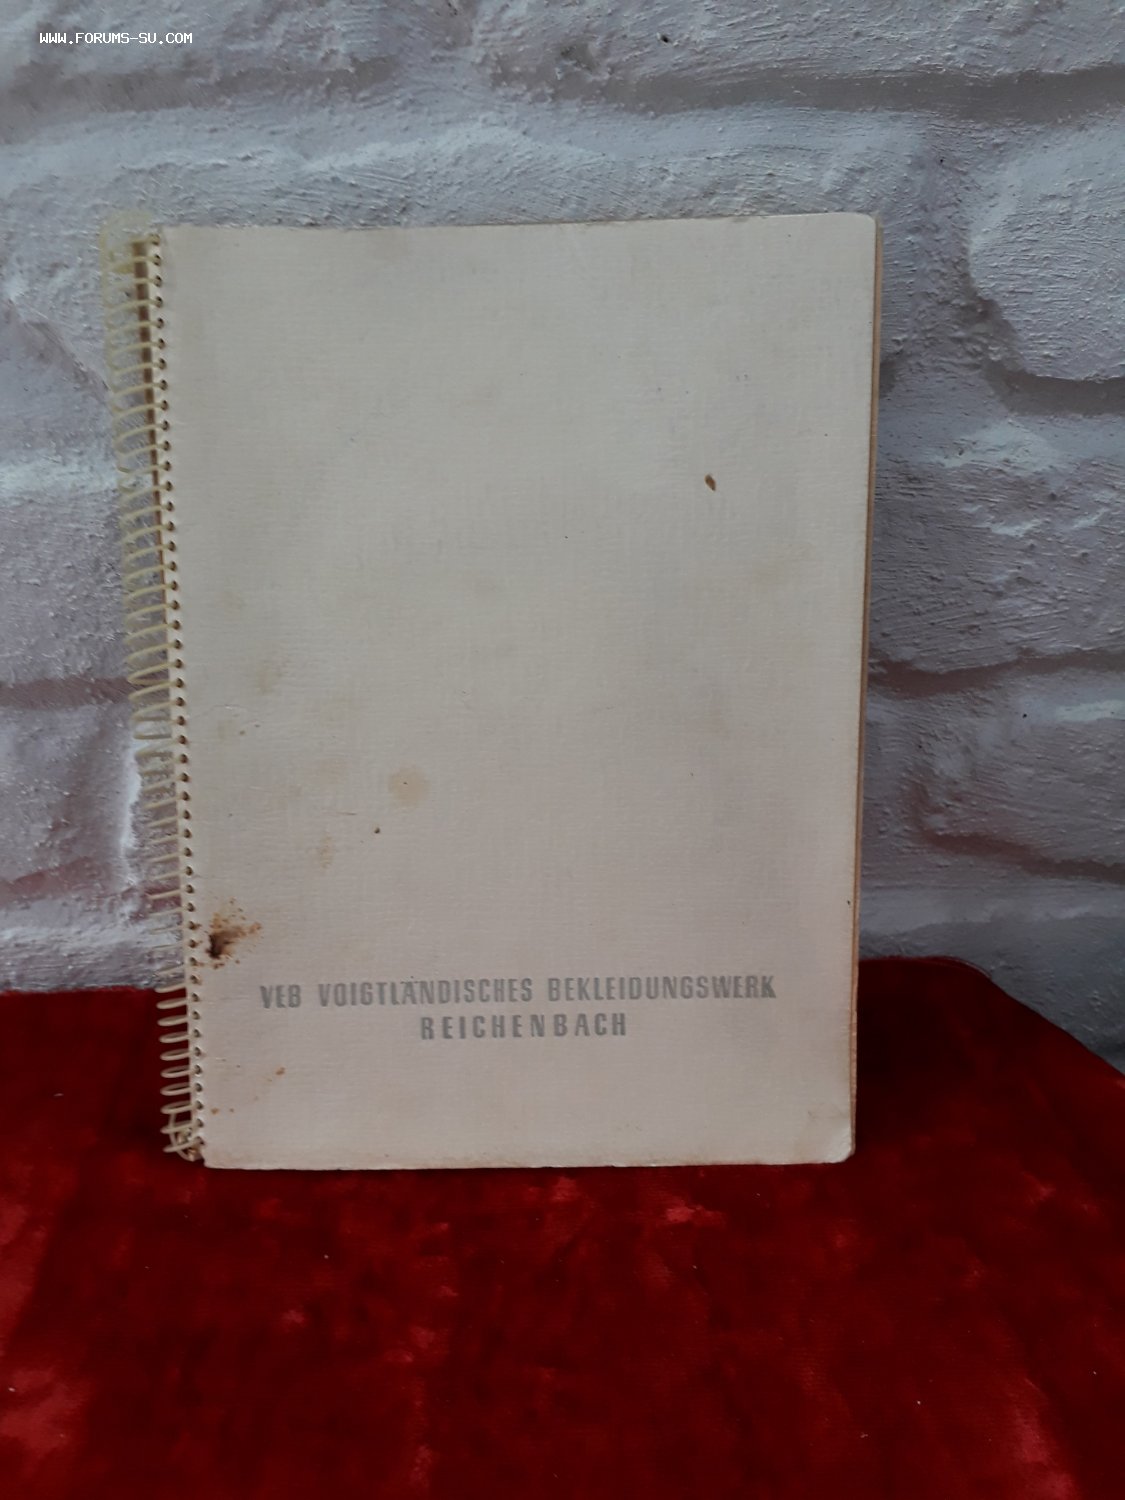 WWW.FORUMS-SU.COM
VEB VOIGTLÄNDISCHES BEKLEIDUNGSWERK
REICHENBACH